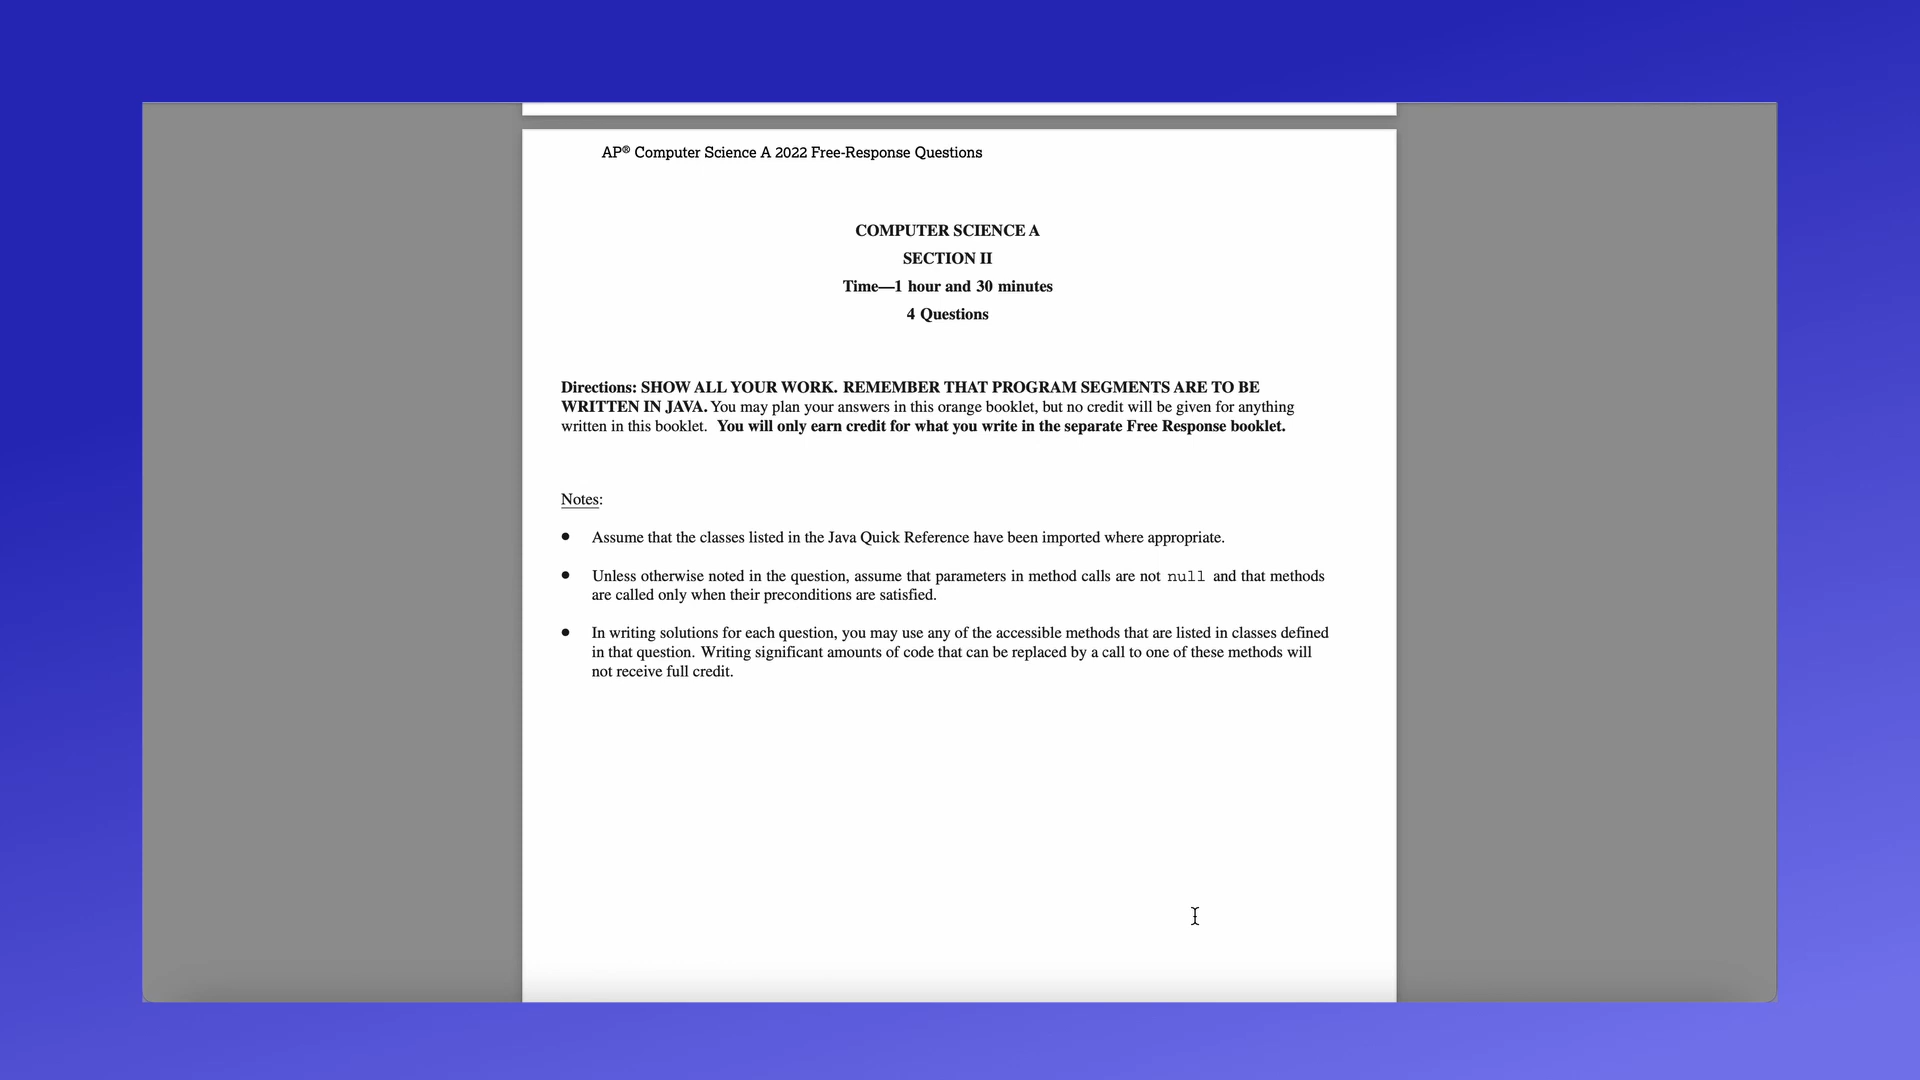 AP® Computer Science A 2022 Free-Response Questions
COMPUTER SCIENCE A
SECTION II
Time—1 hour and 30 minutes
4 Questions
Directions: SHOW ALL YOUR WORK. REMEMBER THAT PROGRAM SEGMENTS ARE TO BE
WRITTEN IN JAVA. You may plan your answers in this orange booklet, but no credit will be given for anything
written in this booklet. You will only earn credit for what you write in the separate Free Response booklet.
Notes:
● Assume that the classes listed in the Java Quick Reference have been imported where appropriate.
● Unless otherwise noted in the question, assume that parameters in method calls are not null and that methods
are called only when their preconditions are satisfied.
● In writing solutions for each question, you may use any of the accessible methods that are listed in classes defined
in that question. Writing significant amounts of code that can be replaced by a call to one of these methods will
not receive full credit.